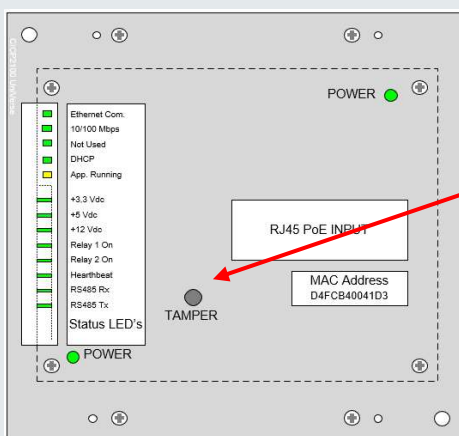 POWER
Ethernet Com.
10/100 Mbps
Not Used
DHCP
App. Running
+3,3 Vdc
+5 Vdc
+12 Vdc
Relay 1 On
Relay 2 On
Hearthbeat
RS485 Rx
RS485 Tx
Status LED's
POWER
TAMPER
RJ45 PoE INPUT
MAC Address
D4FCB40041D3